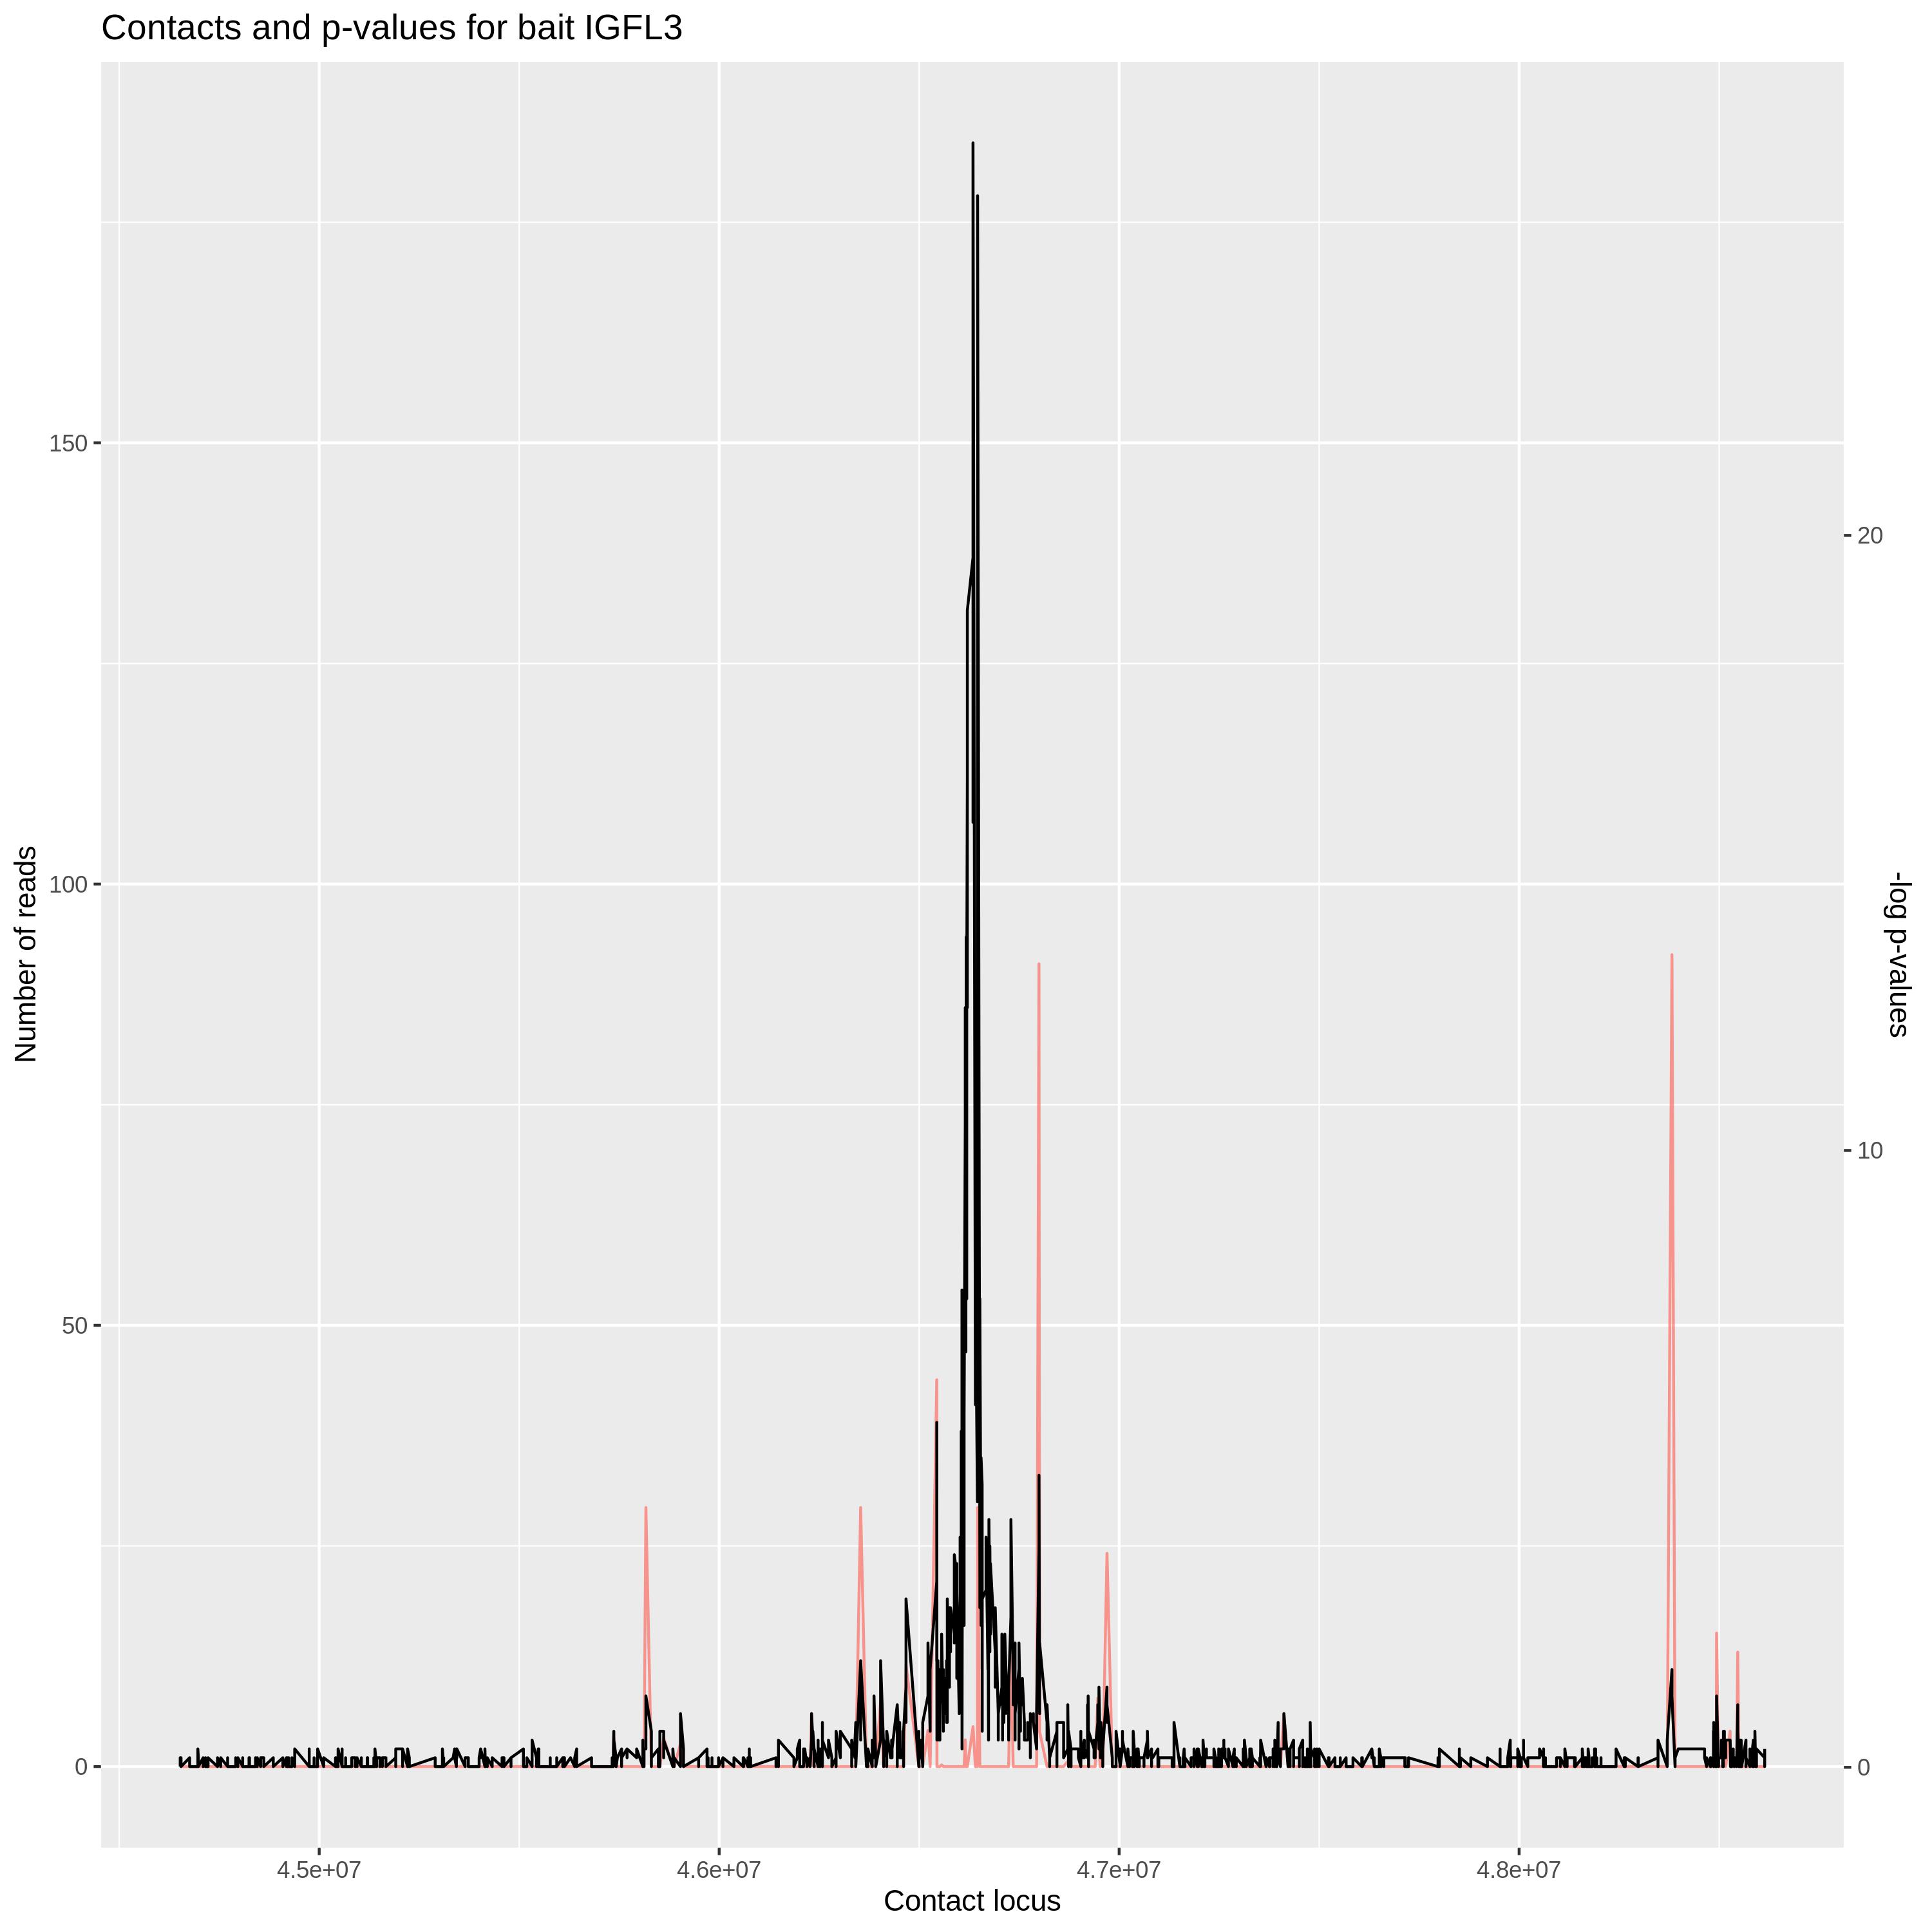 Contacts and p-values for bait IGFL3
150
100
50
0
Number of reads
20
10
0
-log p-values
4.5e+07
4.6e+07
4.7e+07
4.8e+07
Contact locus